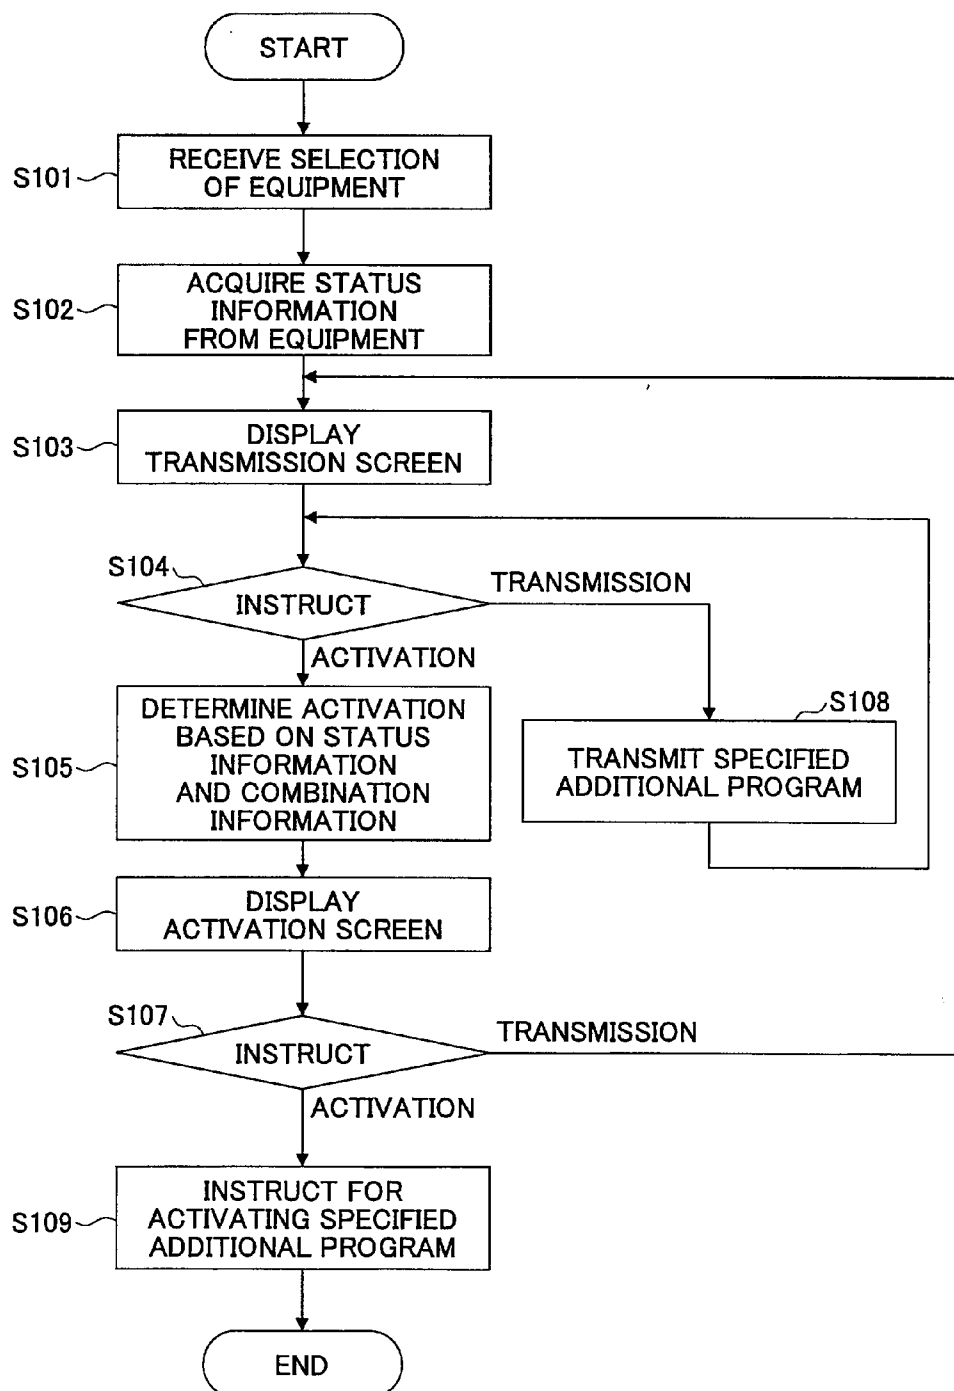 START
S101
RECEIVE SELECTION
OF EQUIPMENT
S102
ACQUIRE STATUS
INFORMATION
FROM EQUIPMENT
S103
DISPLAY
TRANSMISSION SCREEN
S104
INSTRUCT
TRANSMISSION
ACTIVATION
S105
DETERMINE ACTIVATION
BASED ON STATUS
INFORMATION
AND COMBINATION
INFORMATION
S108
TRANSMIT SPECIFIED
ADDITIONAL PROGRAM
S106
DISPLAY
ACTIVATION SCREEN
S107
INSTRUCT
TRANSMISSION
ACTIVATION
S109
INSTRUCT FOR
ACTIVATING SPECIFIED
ADDITIONAL PROGRAM
END